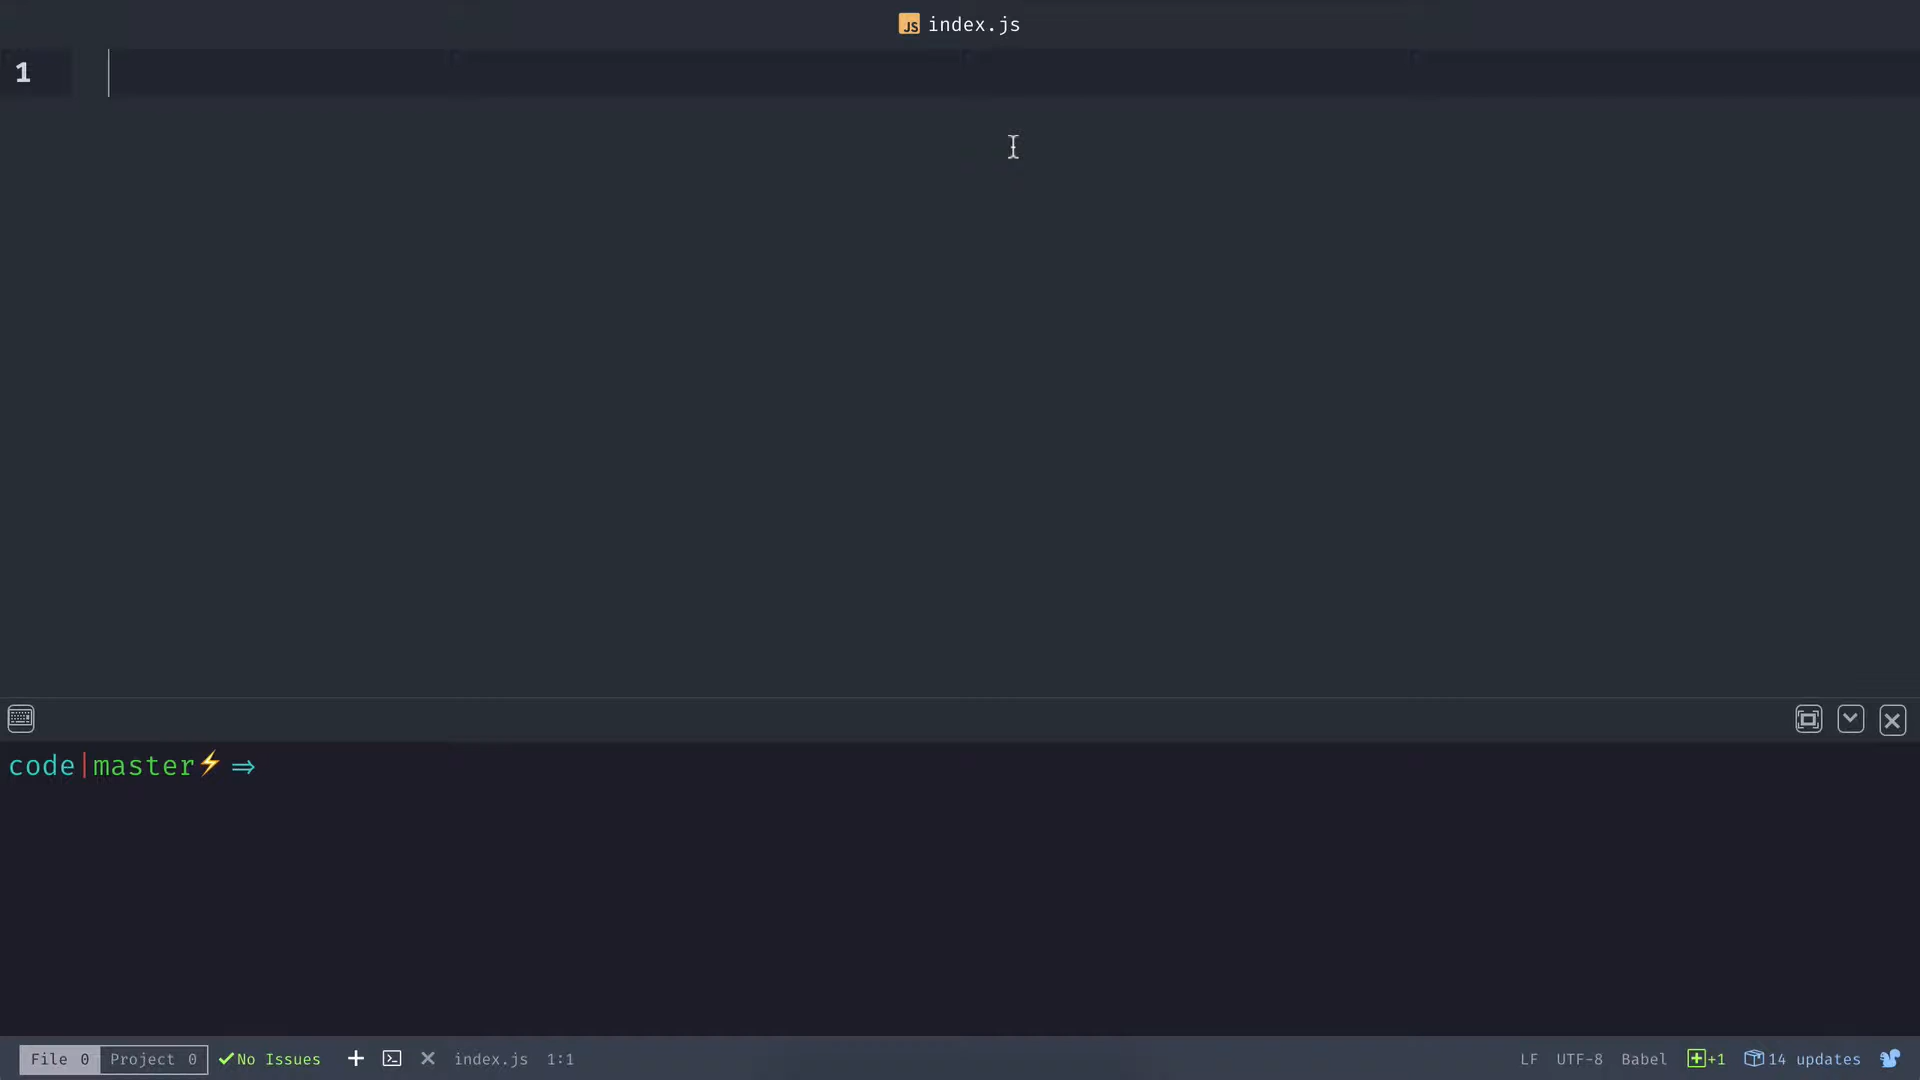 JS index.js
1
code|master⚡ ⇒
File 0 Project 0 No Issues index.js 1:1 LF UTF-8 Babel +1 14 updates